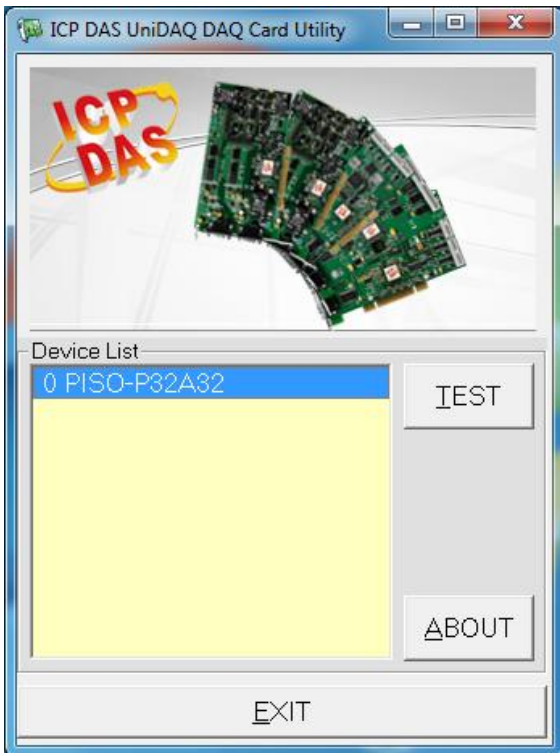 ICP DAS UniDAQ DAQ Card Utility
ICP
DAS
Device List
0 PISO-P32A32
TEST
ABOUT
EXIT